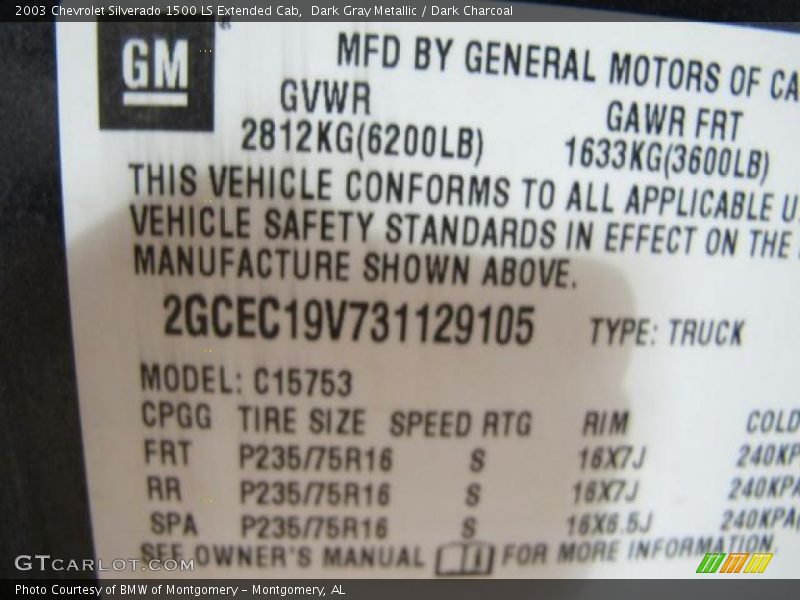 2003 Chevrolet Silverado 1500 LS Extended Cab, Dark Gray Metallic / Dark Charcoal
GM
MFD BY GENERAL MOTORS OF CA
GVWR
GAWR FRT
2812KG(6200LB)
1633KG(3600LB)
THIS VEHICLE CONFORMS TO ALL APPLICABLE U
VEHICLE SAFETY STANDARDS IN EFFECT ON THE
MANUFACTURE SHOWN ABOVE.
2GCEC19V731129105 TYPE: TRUCK
MODEL: C15753
CPGG TIRE SIZE SPEED RTG RIM COLD
FRT P235/75R16 S 16X7J 240KP
RR P235/75R16 S 16X7J 240KPA
SPA P235/75R16 S 16X6.5J 240KPA(
SEE OWNER'S MANUAL FOR MORE INFORMATION.
GTCARLOT.COM
Photo Courtesy of BMW of Montgomery – Montgomery, AL